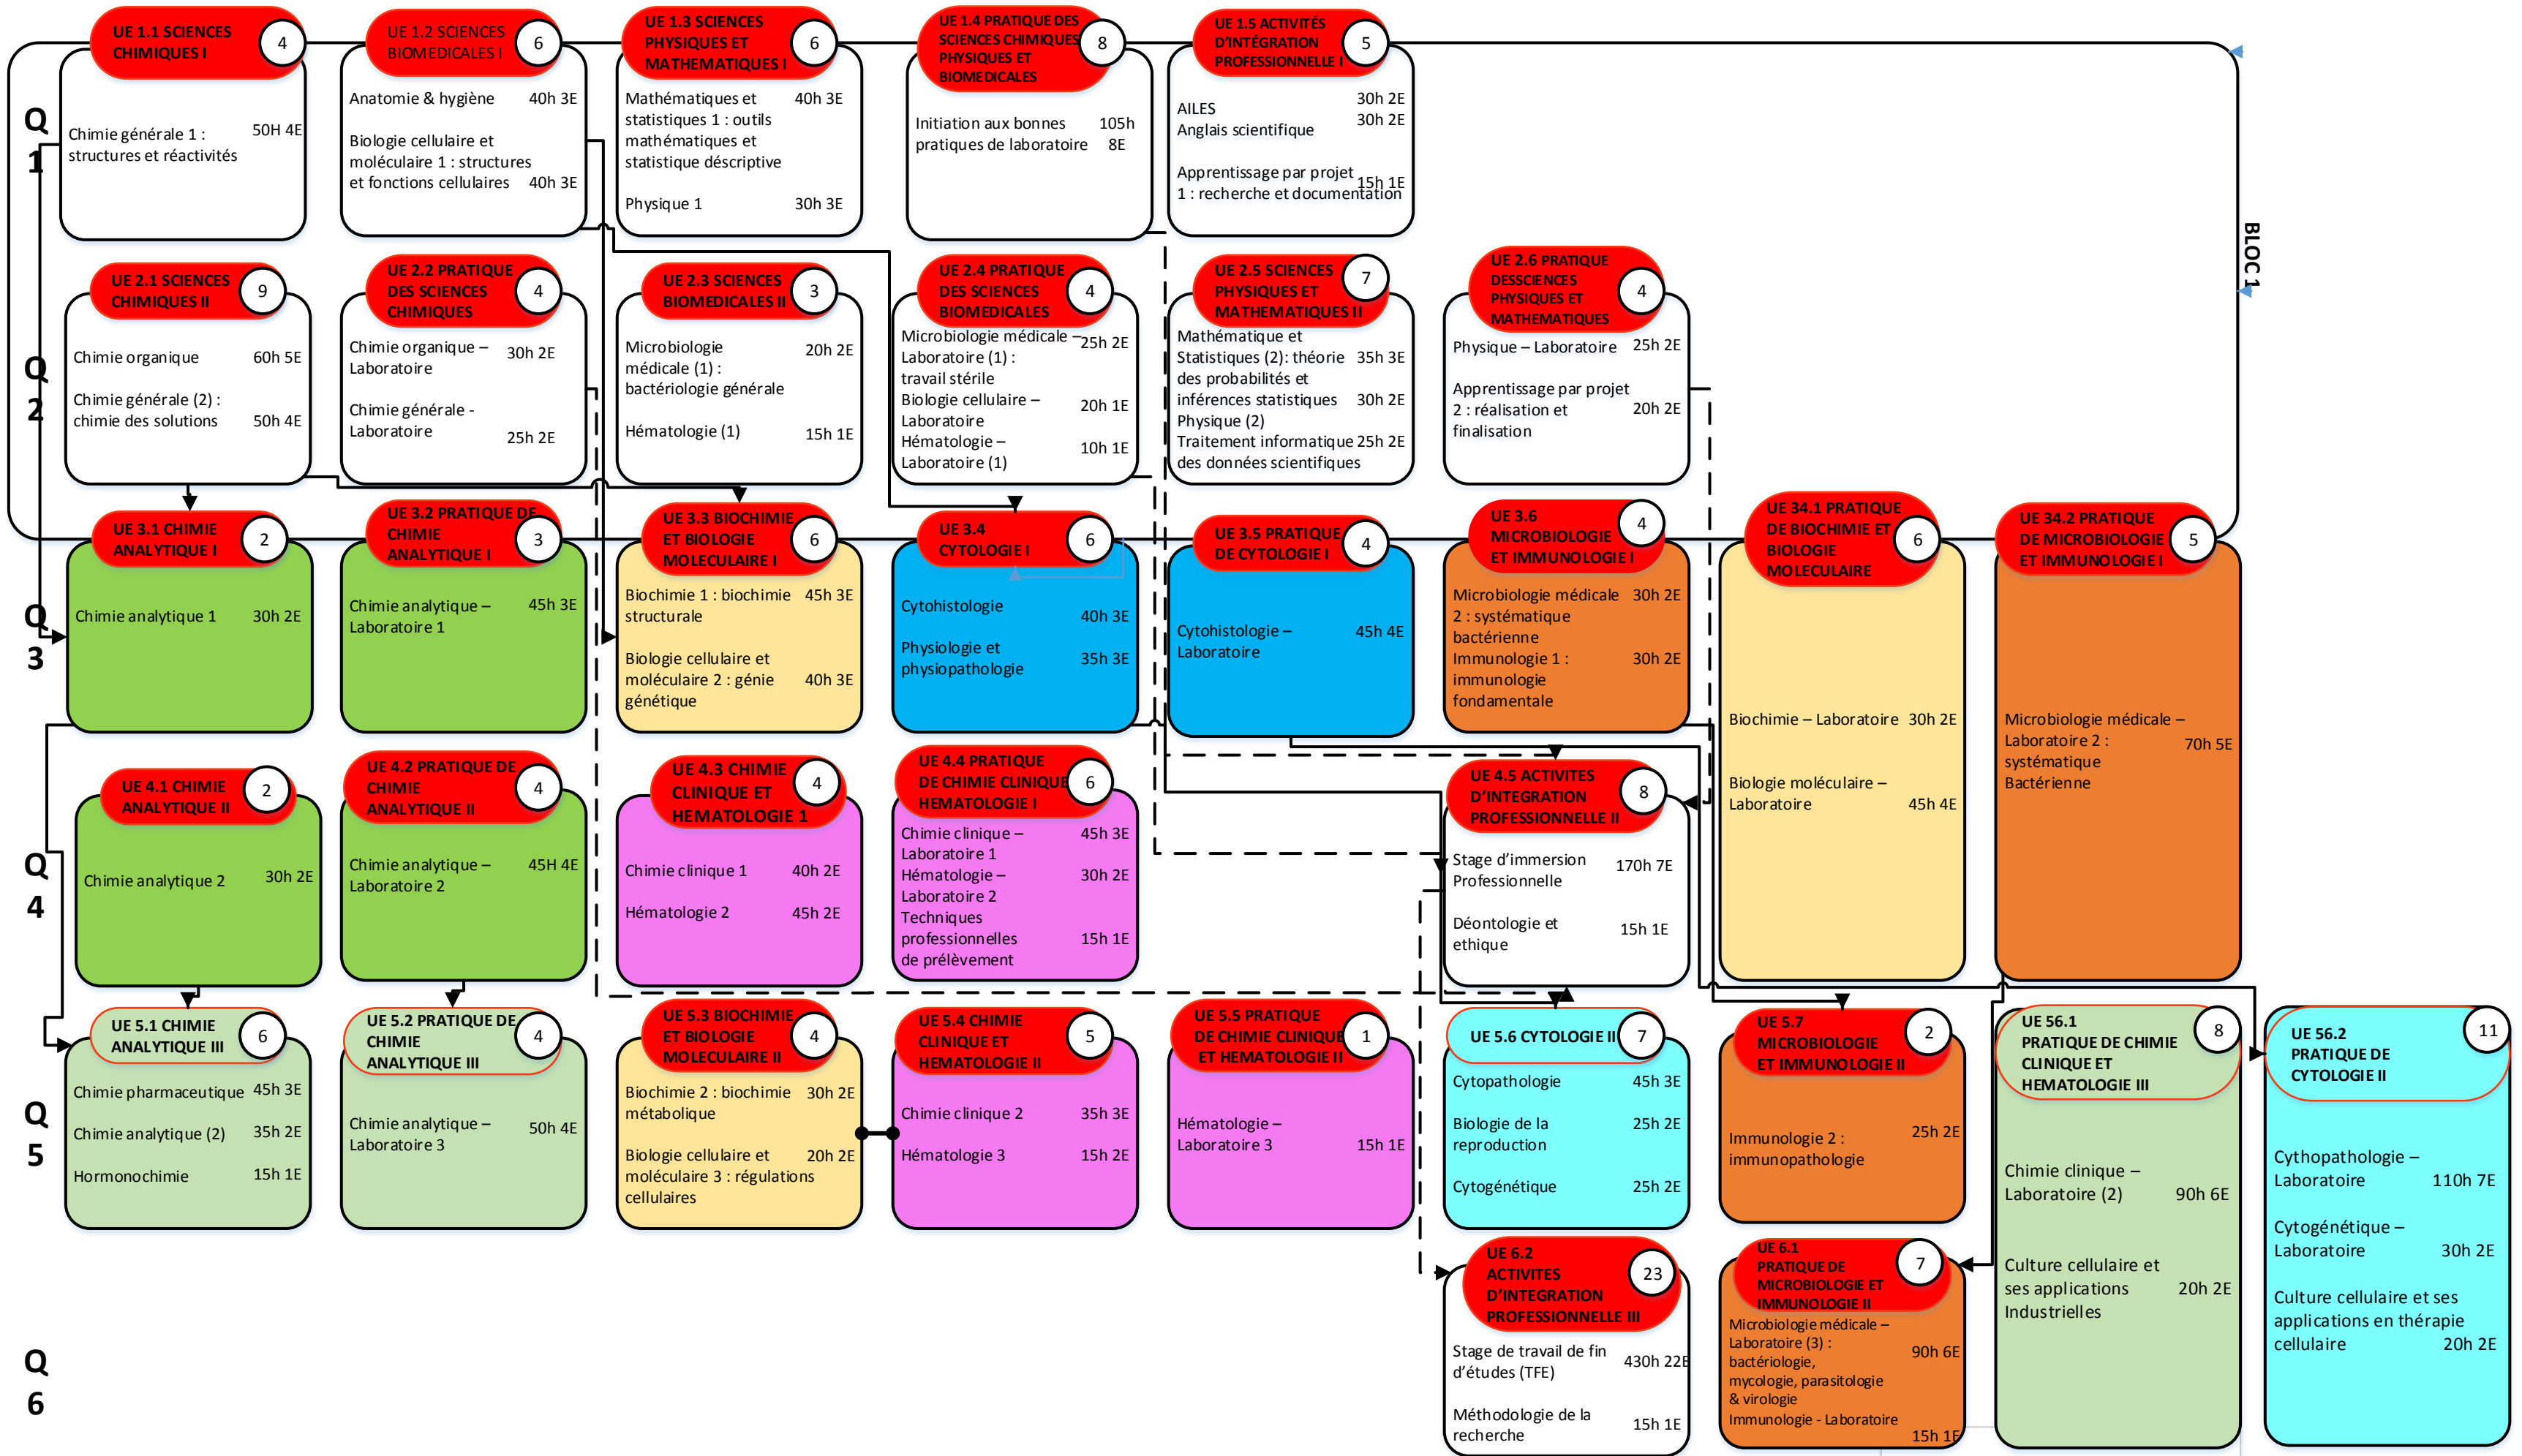 UE 1.1 SCIENCES
CHIMIQUES I
4
UE 1.2 SCIENCES
BIOMEDICALES I
6
UE 1.3 SCIENCES
PHYSIQUES ET
MATHEMATIQUES I
6
UE 1.4 PRATIQUE DES
SCIENCES CHIMIQUES
PHYSIQUES ET
BIOMEDICALES
8
UE 1.5 ACTIVITÉS
D'INTÉGRATION
PROFESSIONNELLE I
5
Q
1
Chimie générale 1 :
structures et réactivités
50H 4E
Anatomie & hygiène 40h 3E
Biologie cellulaire et
moléculaire 1 : structures
et fonctions cellulaires 40h 3E
Mathématiques et 40h 3E
statistiques 1 : outils
mathématiques et
statistique déscriptive
Physique 1 30h 3E
Initiation aux bonnes 105h
pratiques de laboratoire 8E
AILES 30h 2E
Anglais scientifique 30h 2E
Apprentissage par projet
1 : recherche et documentation
15h 1E
BLOC 1
UE 2.1 SCIENCES
CHIMIQUES II
9
UE 2.2 PRATIQUE
DES SCIENCES
CHIMIQUES
4
UE 2.3 SCIENCES
BIOMEDICALES II
3
UE 2.4 PRATIQUE
DES SCIENCES
BIOMEDICALES
4
UE 2.5 SCIENCES
PHYSIQUES ET
MATHEMATIQUES II
7
UE 2.6 PRATIQUE
DESSCIENCES
PHYSIQUES ET
MATHEMATIQUES
4
Q
2
Chimie organique 60h 5E
Chimie générale (2) :
chimie des solutions 50h 4E
Chimie organique –
Laboratoire
30h 2E
Chimie générale -
Laboratoire
25h 2E
Microbiologie 20h 2E
médicale (1) :
bactériologie générale
Hématologie (1) 15h 1E
Microbiologie médicale – 25h 2E
Laboratoire (1) :
travail stérile
Biologie cellulaire – 20h 1E
Laboratoire
Hématologie – 10h 1E
Laboratoire (1)
Mathématique et
Statistiques (2): théorie 35h 3E
des probabilités et
inférences statistiques 30h 2E
Physique (2)
Traitement informatique 25h 2E
des données scientifiques
Physique – Laboratoire 25h 2E
Apprentissage par projet
2 : réalisation et 20h 2E
finalisation
UE 3.1 CHIMIE
ANALYTIQUE I
2
UE 3.2 PRATIQUE DE
CHIMIE
ANALYTIQUE I
3
UE 3.3 BIOCHIMIE
ET BIOLOGIE
MOLECULAIRE I
6
UE 3.4
CYTOLOGIE I
6
UE 3.5 PRATIQUE
DE CYTOLOGIE I
4
UE 3.6
MICROBIOLOGIE
ET IMMUNOLOGIE I
4
UE 34.1 PRATIQUE
DE BIOCHIMIE ET
BIOLOGIE
MOLECULAIRE
6
UE 34.2 PRATIQUE
DE MICROBIOLOGIE
ET IMMUNOLOGIE I
5
Q
3
Chimie analytique 1 30h 2E
Chimie analytique – 45h 3E
Laboratoire 1
Biochimie 1 : biochimie 45h 3E
structurale
Biologie cellulaire et
moléculaire 2 : génie 40h 3E
génétique
Cytohistologie
40h 3E
Physiologie et
physiopathologie
35h 3E
Cytohistologie – 45h 4E
Laboratoire
Microbiologie médicale 30h 2E
2 : systématique
bactérienne
Immunologie 1 : 30h 2E
immunologie
fondamentale
Biochimie – Laboratoire 30h 2E
Biologie moléculaire –
Laboratoire 45h 4E
Microbiologie médicale –
Laboratoire 2 : 70h 5E
systématique
Bactérienne
UE 4.1 CHIMIE
ANALYTIQUE II
2
UE 4.2 PRATIQUE DE
CHIMIE
ANALYTIQUE II
4
UE 4.3 CHIMIE
CLINIQUE ET
HEMATOLOGIE 1
4
UE 4.4 PRATIQUE
DE CHIMIE CLINIQUE
HEMATOLOGIE I
6
UE 4.5 ACTIVITES
D'INTEGRATION
PROFESSIONNELLE II
8
Q
4
Chimie analytique 2 30h 2E
Chimie analytique – 45H 4E
Laboratoire 2
Chimie clinique 1 40h 2E
Hématologie 2 45h 2E
Chimie clinique – 45h 3E
Laboratoire 1
Hématologie – 30h 2E
Laboratoire 2
Techniques
professionnelles 15h 1E
de prélèvement
Stage d'immersion 170h 7E
Professionnelle
Déontologie et 15h 1E
ethique
UE 5.1 CHIMIE
ANALYTIQUE III
6
UE 5.2 PRATIQUE DE
CHIMIE
ANALYTIQUE III
4
UE 5.3 BIOCHIMIE
ET BIOLOGIE
MOLECULAIRE II
4
UE 5.4 CHIMIE
CLINIQUE ET
HEMATOLOGIE II
5
UE 5.5 PRATIQUE
DE CHIMIE CLINIQUE
ET HEMATOLOGIE II
1
UE 5.6 CYTOLOGIE II
7
UE 5.7
MICROBIOLOGIE
ET IMMUNOLOGIE II
2
UE 56.1
PRATIQUE DE CHIMIE
CLINIQUE ET
HEMATOLOGIE III
8
UE 56.2
PRATIQUE DE
CYTOLOGIE II
11
Q
5
Chimie pharmaceutique 45h 3E
Chimie analytique (2) 35h 2E
Hormonochimie 15h 1E
Chimie analytique – 50h 4E
Laboratoire 3
Biochimie 2 : biochimie 30h 2E
métabolique
Biologie cellulaire et 20h 2E
moléculaire 3 : régulations
cellulaires
Chimie clinique 2 35h 3E
Hématologie 3 15h 2E
Hématologie –
Laboratoire 3 15h 1E
Cytopathologie 45h 3E
Biologie de la 25h 2E
reproduction
Cytogénétique 25h 2E
Immunologie 2 : 25h 2E
immunopathologie
Chimie clinique –
Laboratoire (2) 90h 6E
Culture cellulaire et
ses applications 20h 2E
Industrielles
Cythopathologie –
Laboratoire 110h 7E
Cytogénétique –
Laboratoire 30h 2E
Culture cellulaire et ses
applications en thérapie
cellulaire 20h 2E
UE 6.2
ACTIVITES
D'INTEGRATION
PROFESSIONNELLE III
23
UE 6.1
PRATIQUE DE
MICROBIOLOGIE ET
IMMUNOLOGIE II
7
Q
6
Stage de travail de fin 430h 22E
d'études (TFE)
Méthodologie de la 15h 1E
recherche
Microbiologie médicale –
Laboratoire (3) :
bactériologie, 90h 6E
mycologie, parasitologie
& virologie
Immunologie - Laboratoire
15h 1E